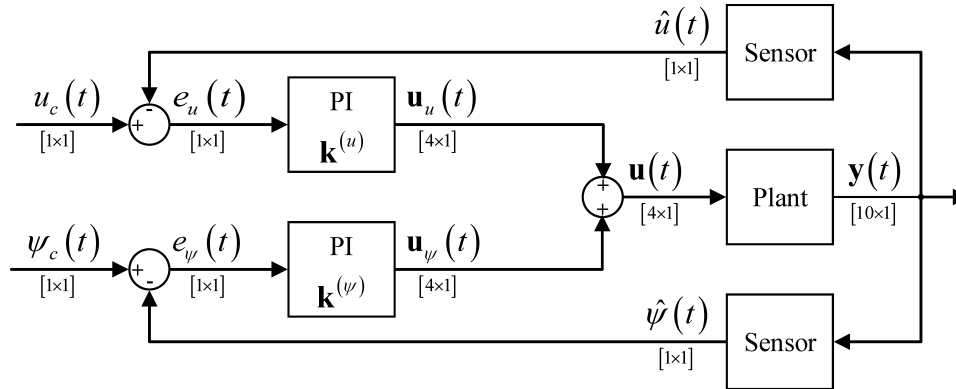 û(t)
[1×1]
Sensor
u_c(t)
[1×1]
-
+
e_u(t)
[1×1]
PI
k^(u)
u_u(t)
[4×1]
+
+
u(t)
[4×1]
Plant
y(t)
[10×1]
ψ_c(t)
[1×1]
+
-
e_ψ(t)
[1×1]
PI
k^(ψ)
u_ψ(t)
[4×1]
ψ̂(t)
[1×1]
Sensor